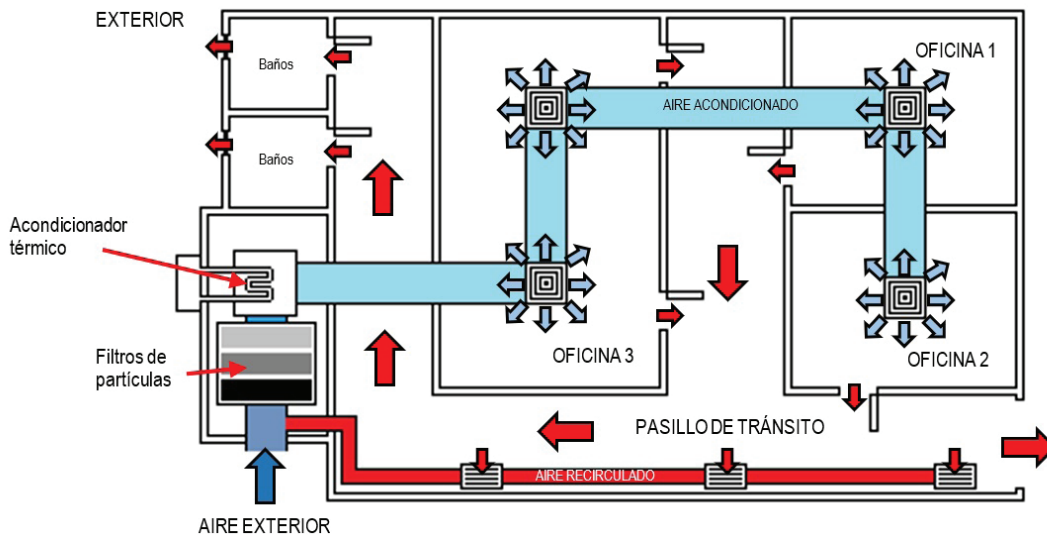 EXTERIOR
Baños
OFICINA 1
AIRE ACONDICIONADO
Baños
Acondicionador
térmico
Filtros de
partículas
OFICINA 3
OFICINA 2
PASILLO DE TRÁNSITO
AIRE RECIRCULADO
AIRE EXTERIOR